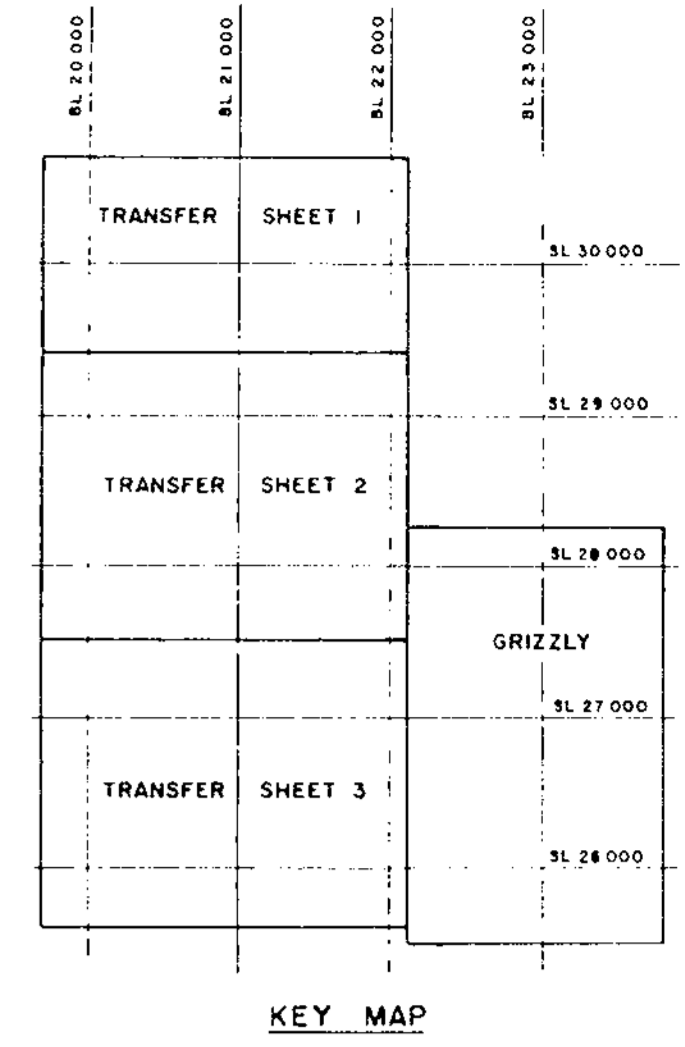 BL 20 000
BL 21 000
BL 22 000
BL 23 000
TRANSFER SHEET 1
SL 30 000
SL 29 000
TRANSFER SHEET 2
SL 28 000
GRIZZLY
SL 27 000
TRANSFER SHEET 3
SL 26 000
KEY MAP